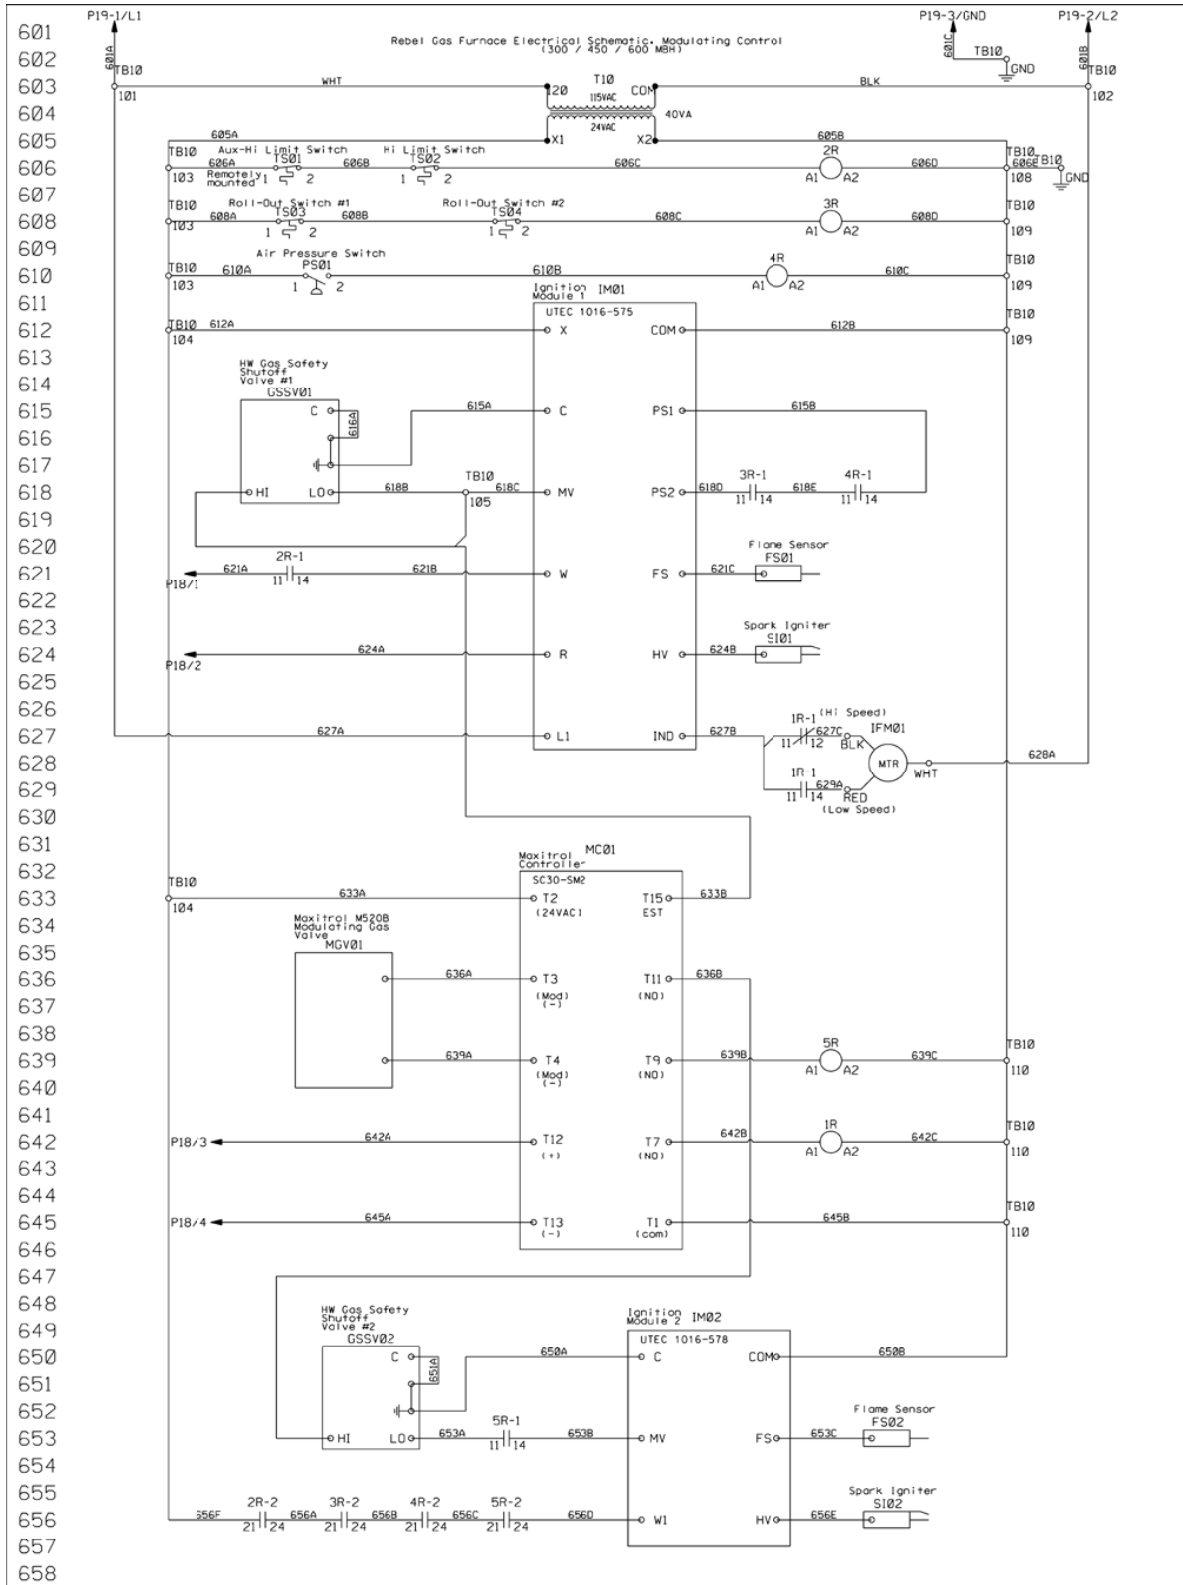 P19-1/L1 P19-3/GND P19-2/L2
601
Rebel Gas Furnace Electrical Schematic. Modulating Control
(300 / 450 / 600 MBH)
601A 601C TB10 601B
602
TB10 GND TB10
603 WHT 120 T10 COM BLK
101 115VAC 102
604 40VA
24VAC
605 605A X1 X2 605B
TB10 Aux-Hi Limit Switch Hi Limit Switch 2R TB10 TB10
606 606A TS01 606B TS02 606C 606D 606E
103 Remotely mounted 1 2 1 2 A1 A2 108 GND
607
TB10 Roll-Out Switch #1 Roll-Out Switch #2 3R TB10
608 608A TS03 608B TS04 608C 608D
103 1 2 1 2 A1 A2 109
609
Air Pressure Switch
TB10 PS01 4R TB10
610 610A 610B 610C
103 1 2 A1 A2 109
Ignition Module 1 IM01
611 UTEC 1016-575
TB10 TB10
612 612A X COM 612B
104 109
613
HW Gas Safety
Shutoff
Valve #1
614
GSSV01
615 C 615A C PS1 615B
616 616A
617
TB10 3R-1 4R-1
618 HI LO 618B 618C MV PS2 618D 618E
105 11 14 11 14
619
620 Flame Sensor
2R-1 FS01
621 621A 621B W FS 621C
P18/1 11 14
622
623 Spark Igniter
SI01
624 624A R HV 624B
P18/2
625
626
1R-1 (Hi Speed) IFM01
627 627A L1 IND 627B 627C
11 12 BLK
628 1R-1 MTR WHT 628A
629 629A
11 14 RED
(Low Speed)
630
631
Maxitrol Controller MC01
632 SC30-SM2
TB10
633 633A T2 T15 633B
104 (24VAC) EST
634
Maxitrol M520B
Modulating Gas
Valve
635 MGV01
636 636A T3 T11 636B
(Mod) (NO)
637 (-)
638
5R TB10
639 639A T4 T9 639B 639C
(Mod) (NO) A1 A2 110
640 (-)
641
1R TB10
642 P18/3 642A T12 T7 642B 642C
(+) (NO) A1 A2 110
643
644
TB10
645 P18/4 645A T13 T1 645B
(-) (com) 110
646
647
648
HW Gas Safety
Shutoff
Valve #2
Ignition Module 2 IM02
649
GSSV02 UTEC 1016-578
650 C 650A C COM 650B
651 651A
652 Flame Sensor
5R-1 FS02
653 HI LO 653A 653B MV FS 653C
11 14
654
655 Spark Igniter
2R-2 3R-2 4R-2 5R-2 SI02
656 656F 656A 656B 656C 656D W1 HV 656E
21 24 21 24 21 24 21 24
657
658